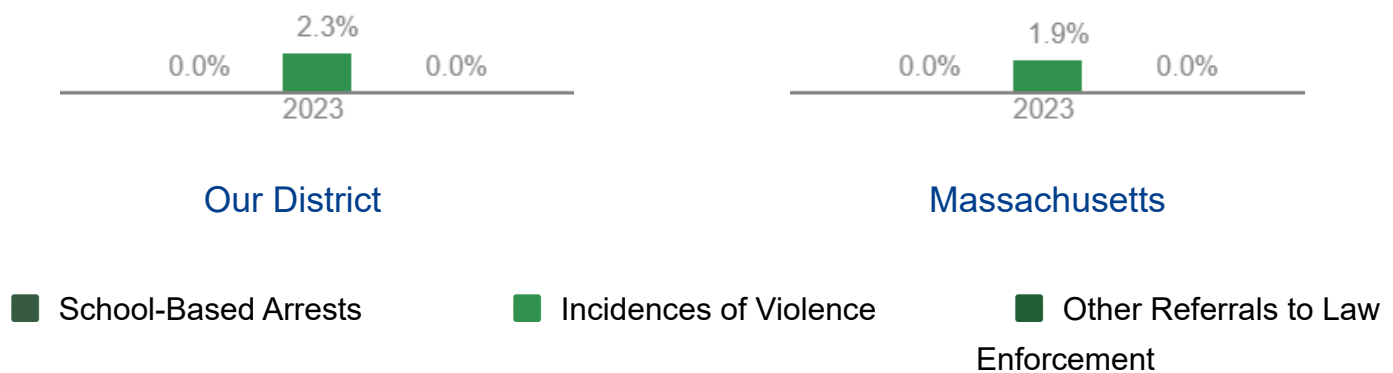 2.3%
0.0% 0.0%
2023
1.9%
0.0% 0.0%
2023
Our District
Massachusetts
School-Based Arrests
Incidences of Violence
Other Referrals to Law
Enforcement